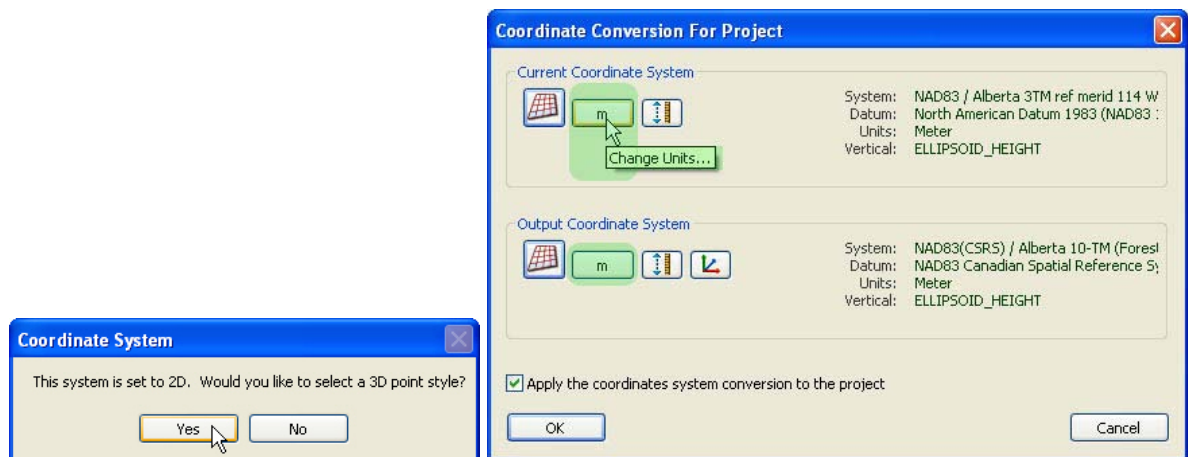 Coordinate System
This system is set to 2D.  Would you like to select a 3D point style?
Yes
No
Coordinate Conversion For Project
Current Coordinate System
m
Change Units...
System: NAD83 / Alberta 3TM ref merid 114 W
Datum: North American Datum 1983 (NAD83 :
Units: Meter
Vertical: ELLIPSOID_HEIGHT
Output Coordinate System
m
System: NAD83(CSRS) / Alberta 10-TM (Forest
Datum: NAD83 Canadian Spatial Reference Sy
Units: Meter
Vertical: ELLIPSOID_HEIGHT
Apply the coordinates system conversion to the project
OK
Cancel